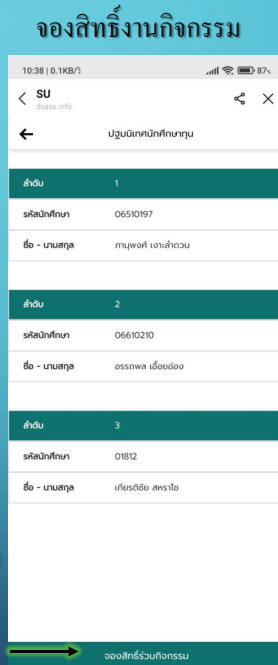 จองสิทธิ์งานกิจกรรม
10:38 | 0.1KB/วิ 87%
SU
dsasu.info
ปฐมนิเทศนักศึกษาทุน
ลำดับ 1
รหัสนักศึกษา 06510197
ชื่อ - นามสกุล ภานุพงศ์ เงาะลำดวน
ลำดับ 2
รหัสนักศึกษา 06610210
ชื่อ - นามสกุล อรรถพล เอื้อยอ่อง
ลำดับ 3
รหัสนักศึกษา 01812
ชื่อ - นามสกุล เกียรติชัย สหราโช
จองสิทธิ์ร่วมกิจกรรม